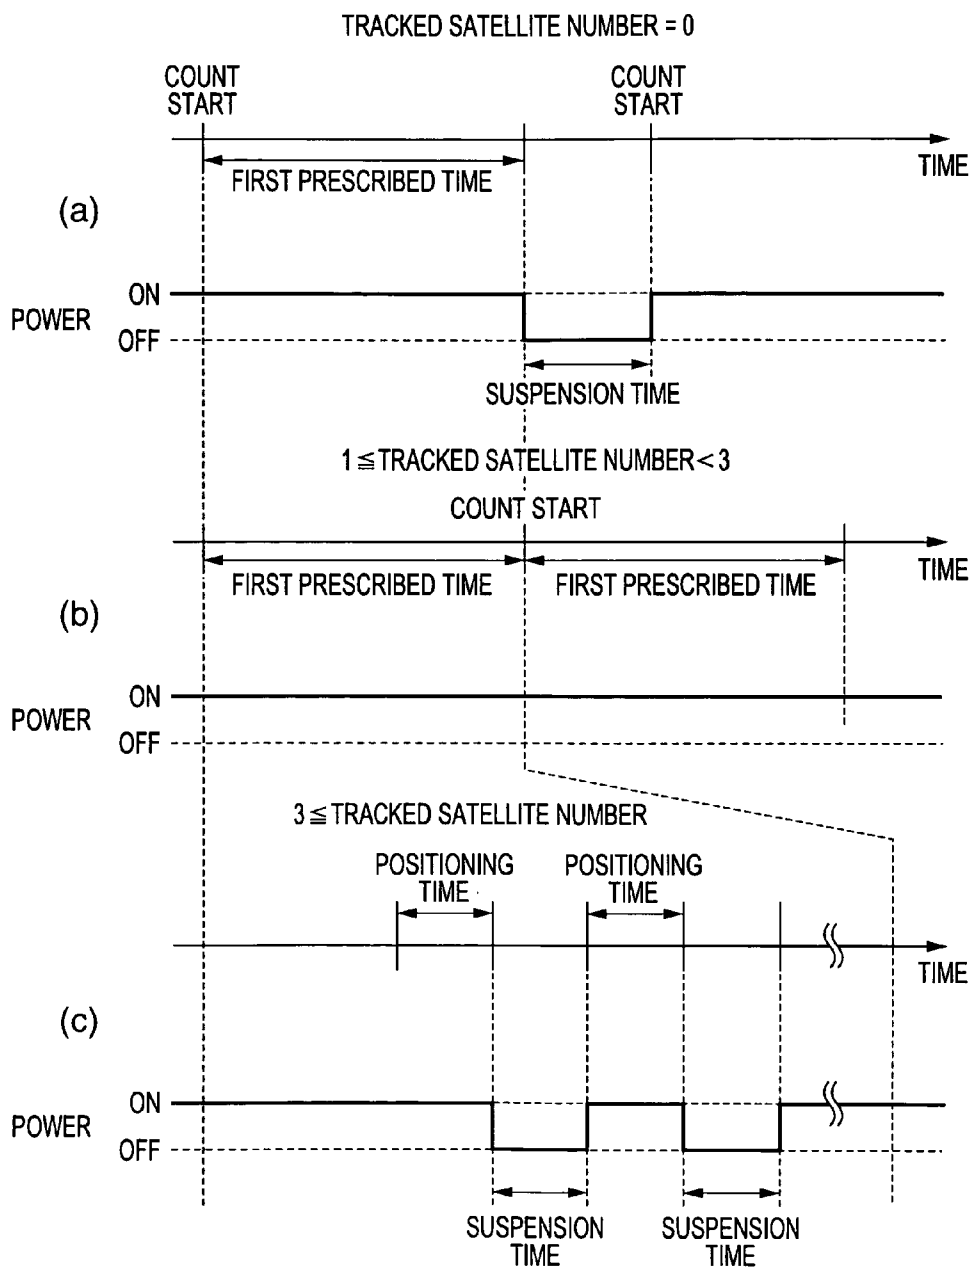 TRACKED SATELLITE NUMBER = 0
COUNT START
COUNT START
TIME
FIRST PRESCRIBED TIME
(a)
ON
POWER
OFF
SUSPENSION TIME
1 ≦ TRACKED SATELLITE NUMBER < 3
COUNT START
TIME
FIRST PRESCRIBED TIME
FIRST PRESCRIBED TIME
(b)
ON
POWER
OFF
3 ≦ TRACKED SATELLITE NUMBER
POSITIONING TIME
POSITIONING TIME
TIME
(c)
ON
POWER
OFF
SUSPENSION TIME
SUSPENSION TIME